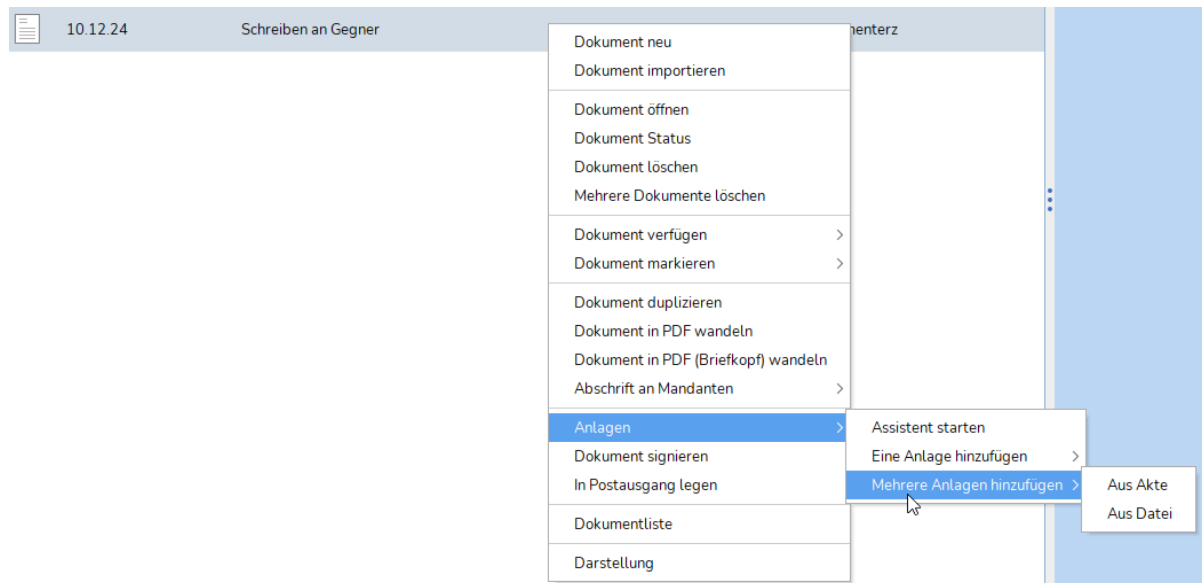 10.12.24 Schreiben an Gegner
Dokument neu
Dokument importieren
Dokument öffnen
Dokument Status
Dokument löschen
Mehrere Dokumente löschen
Dokument verfügen
Dokument markieren
Dokument duplizieren
Dokument in PDF wandeln
Dokument in PDF (Briefkopf) wandeln
Abschrift an Mandanten
Anlagen
Dokument signieren
In Postausgang legen
Dokumentliste
Darstellung
Assistent starten
Eine Anlage hinzufügen
Mehrere Anlagen hinzufügen
Aus Akte
Aus Datei